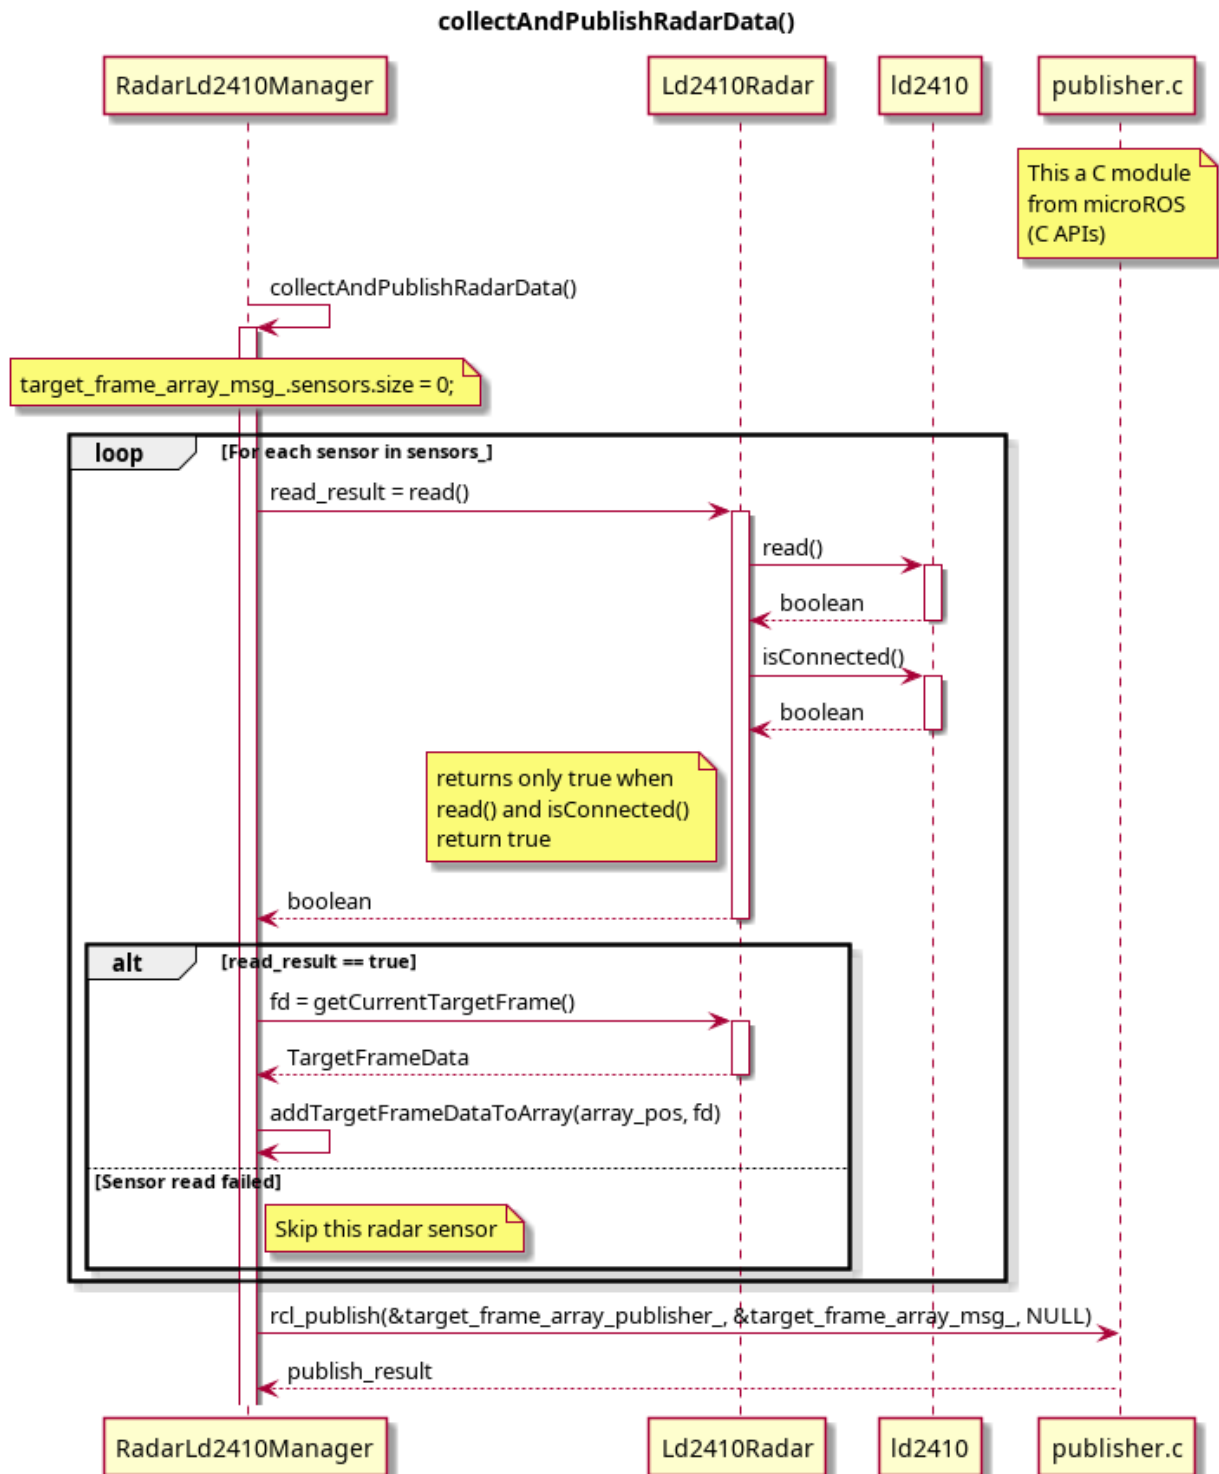 collectAndPublishRadarData()
RadarLd2410Manager
Ld2410Radar
ld2410
publisher.c
This a C module
from microROS
(C APIs)
collectAndPublishRadarData()
target_frame_array_msg_.sensors.size = 0;
loop
[For each sensor in sensors_]
read_result = read()
read()
boolean
isConnected()
boolean
returns only true when
read() and isConnected()
return true
boolean
alt
[read_result == true]
fd = getCurrentTargetFrame()
TargetFrameData
addTargetFrameDataToArray(array_pos, fd)
[Sensor read failed]
Skip this radar sensor
rcl_publish(&target_frame_array_publisher_, &target_frame_array_msg_, NULL)
publish_result
RadarLd2410Manager
Ld2410Radar
ld2410
publisher.c